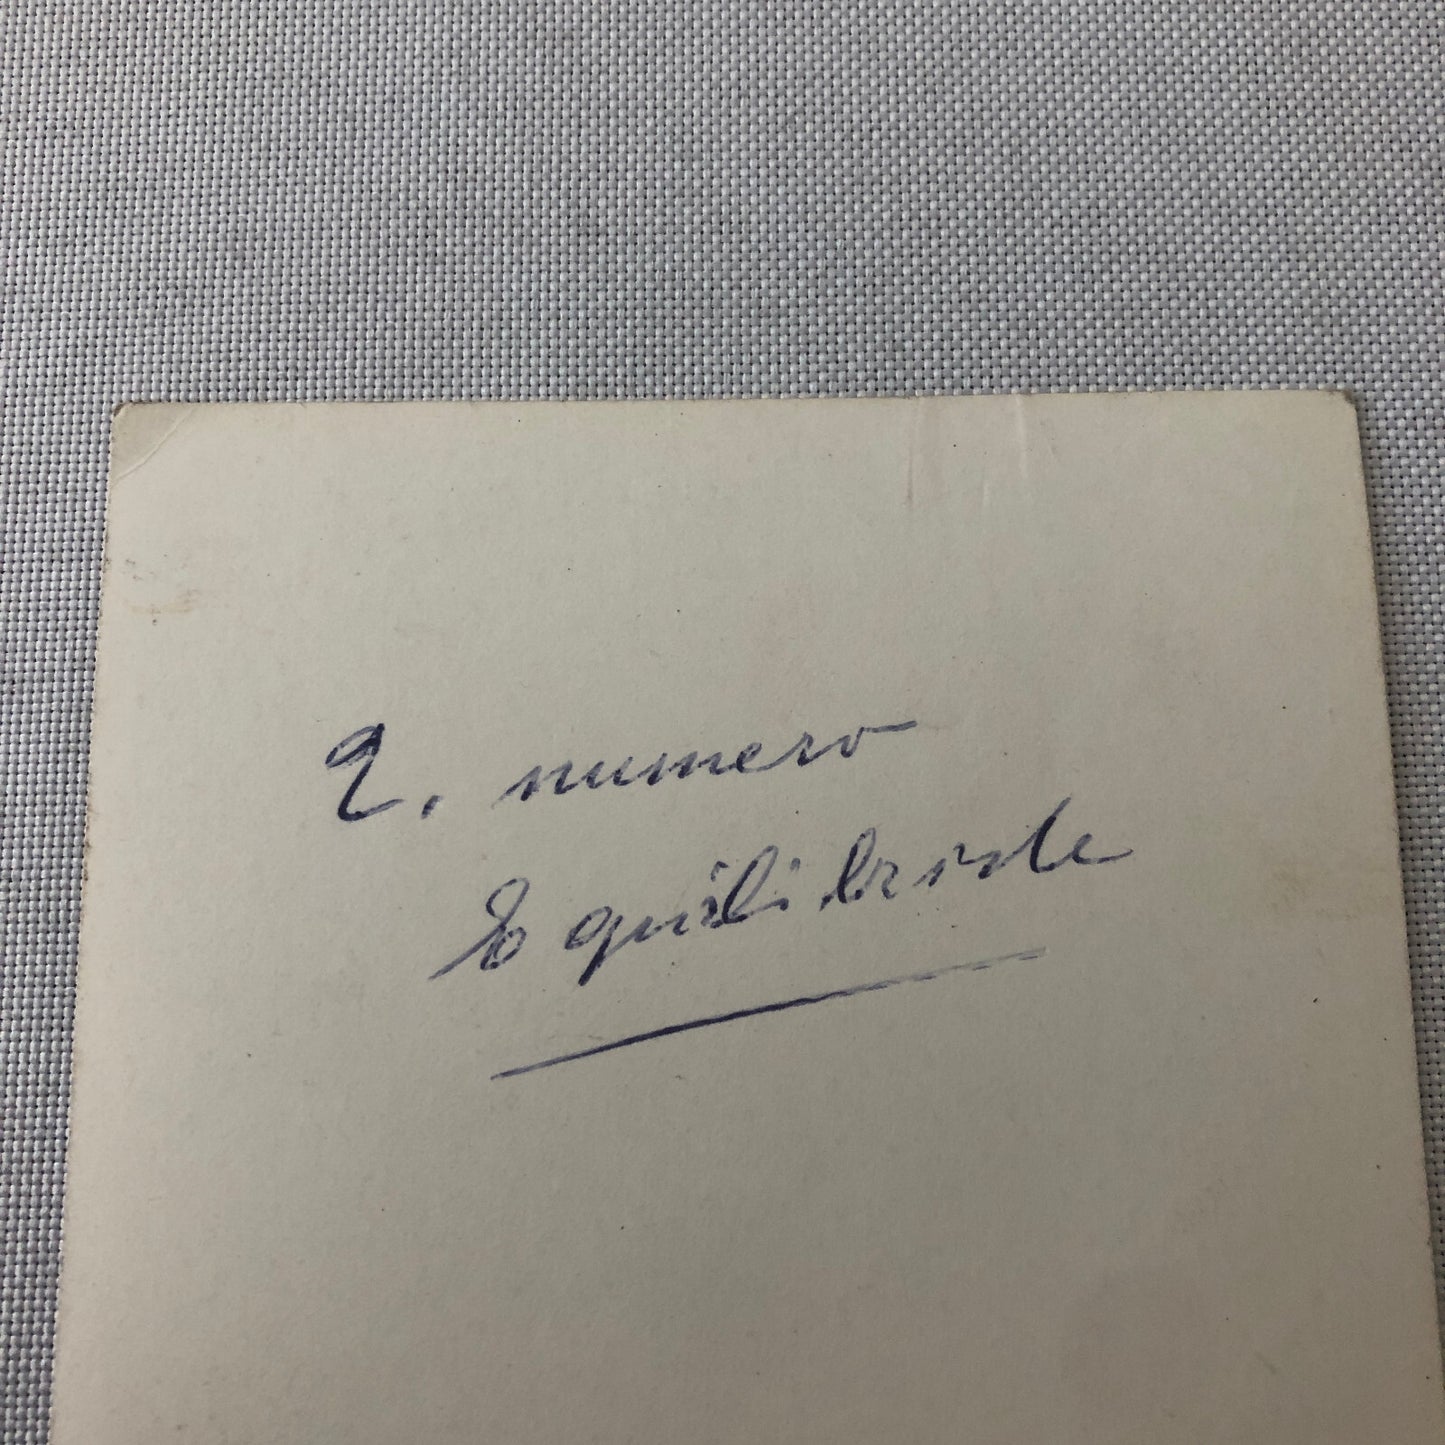 2. numero
Equilibriste